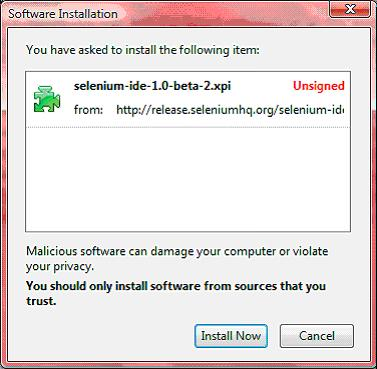 Software Installation
You have asked to install the following item:
selenium-ide-1.0-beta-2.xpi Unsigned
from: http://release.seleniumhq.org/selenium-ide
Malicious software can damage your computer or violate
your privacy.
You should only install software from sources that you
trust.
Install Now Cancel